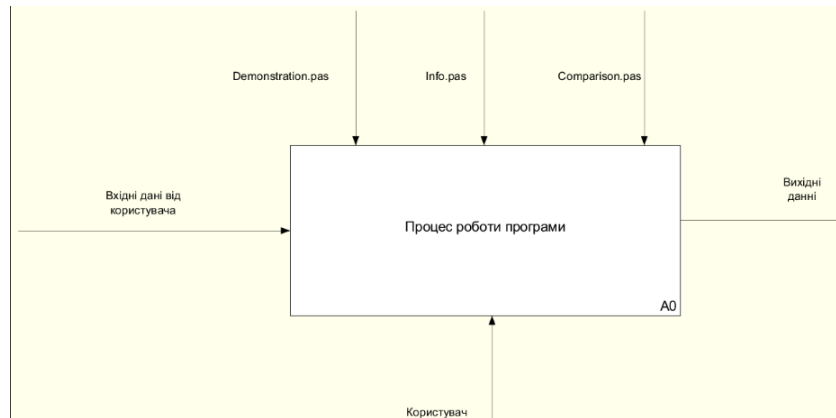 Demonstration.pas
Info.pas
Comparison.pas
Вхідні дані від
користувача
Процес роботи програми
Вихідні
данні
A0
Користувач